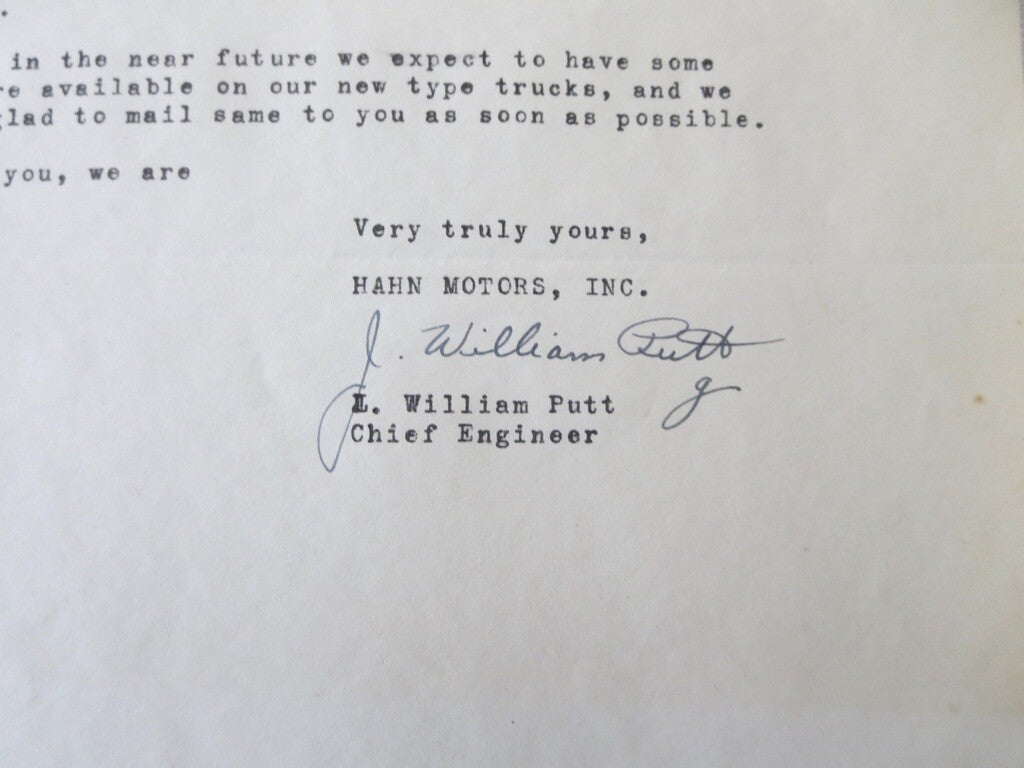 .
in the near future we expect to have some
re available on our new type trucks, and we
glad to mail same to you as soon as possible.
you, we are
Very truly yours,
HAHN MOTORS, INC.
J. William Putt
g
L. William Putt
Chief Engineer